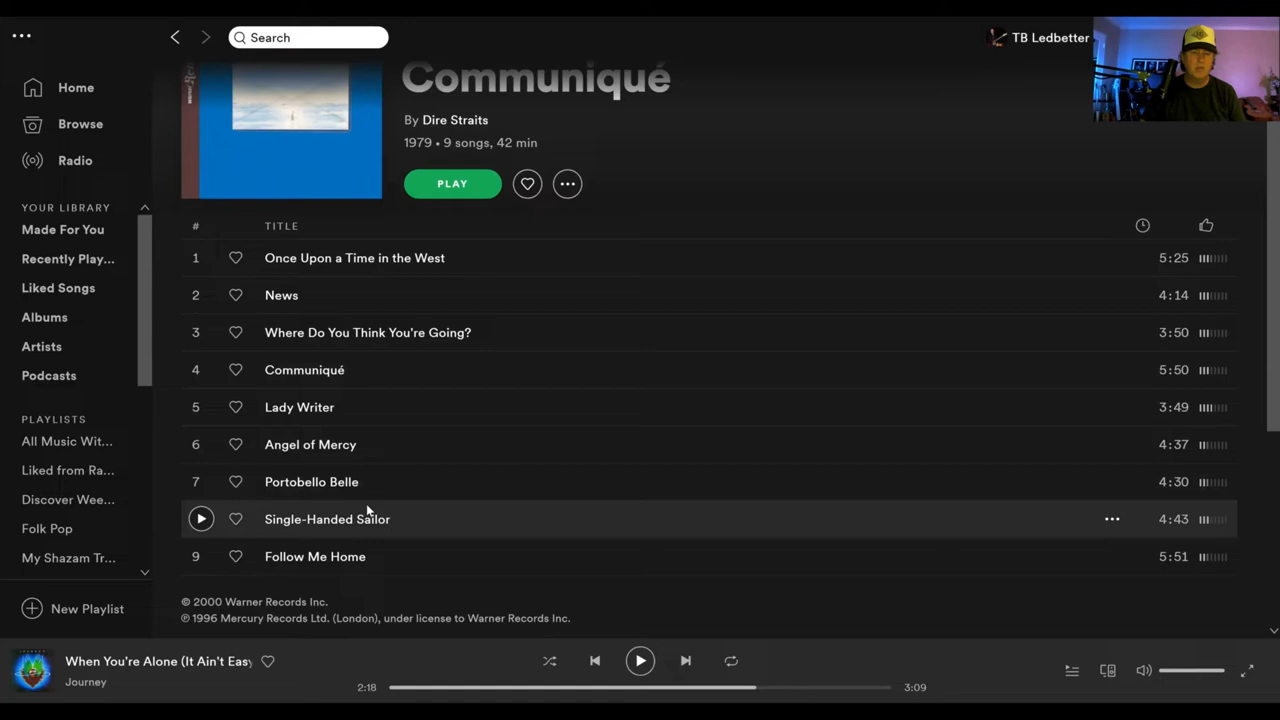 Search
TB Ledbetter
Home
Browse
Radio
YOUR LIBRARY
Made For You
Recently Play...
Liked Songs
Albums
Artists
Podcasts
PLAYLISTS
All Music Wit...
Liked from Ra...
Discover Wee...
Folk Pop
My Shazam Tr...
New Playlist
Communiqué
By Dire Straits
1979 • 9 songs, 42 min
PLAY
# TITLE
1 Once Upon a Time in the West 5:25
2 News 4:14
3 Where Do You Think You're Going? 3:50
4 Communiqué 5:50
5 Lady Writer 3:49
6 Angel of Mercy 4:37
7 Portobello Belle 4:30
Single-Handed Sailor 4:43
9 Follow Me Home 5:51
© 2000 Warner Records Inc.
℗ 1996 Mercury Records Ltd. (London), under license to Warner Records Inc.
When You're Alone (It Ain't Easy
Journey
2:18 3:09